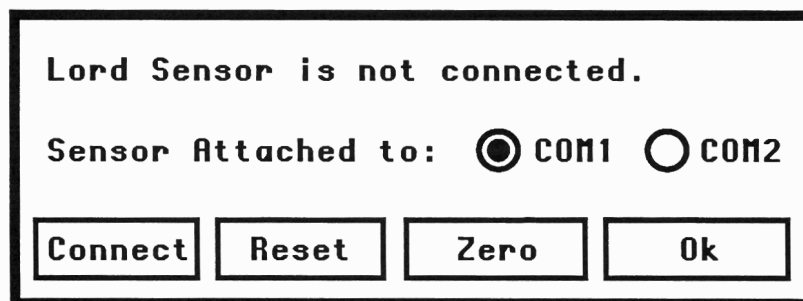 Lord Sensor is not connected.
Sensor Attached to: COM1 COM2
Connect Reset Zero Ok